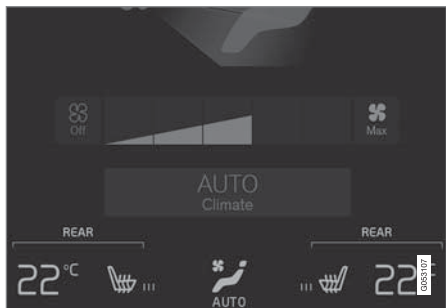 Off
Max
AUTO
Climate
REAR
REAR
22°C
22°
AUTO
G053107